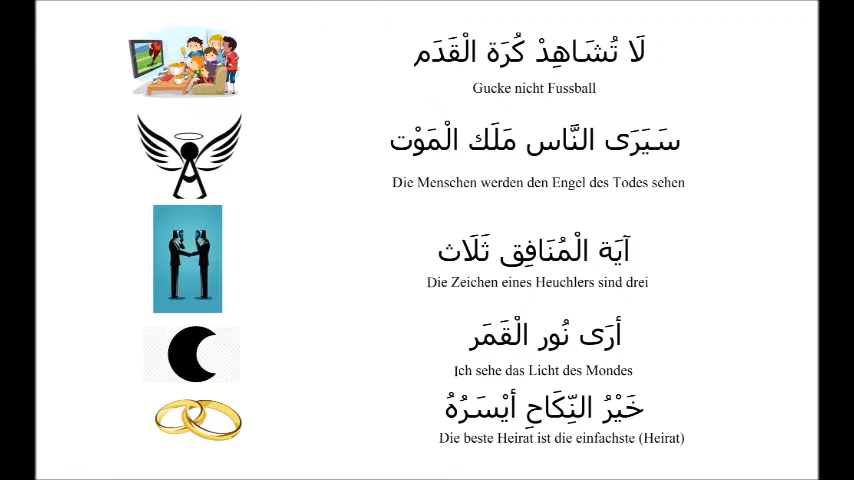 لَا تُشَاهِدْ كُرَة الْقَدَم
Gucke nicht Fussball
سَـيَرَى النَّاس مَلَك الْمَوْت
Die Menschen werden den Engel des Todes sehen
آيَة الْمُنَافِق ثَلَاث
Die Zeichen eines Heuchlers sind drei
أرَى نُور الْقَمَر
Ich sehe das Licht des Mondes
خَيْرُ النِّكَاحِ أيْسَرُهُ
Die beste Heirat ist die einfachste (Heirat)